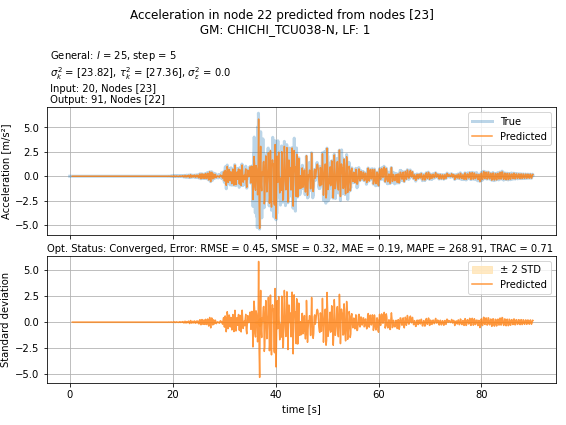 Acceleration in node 22 predicted from nodes [23]
GM: CHICHI_TCU038-N, LF: 1
General: l = 25, step = 5
σ²ₖ = [23.82], τ²ₖ = [27.36], σ²ε = 0.0
Input: 20, Nodes [23]
Output: 91, Nodes [22]
Acceleration [m/s²]
5.0
2.5
0.0
−2.5
−5.0
True
Predicted
Opt. Status: Converged, Error: RMSE = 0.45, SMSE = 0.32, MAE = 0.19, MAPE = 268.91, TRAC = 0.71
Standard deviation
5.0
2.5
0.0
−2.5
−5.0
± 2 STD
Predicted
0 20 40 60 80
time [s]